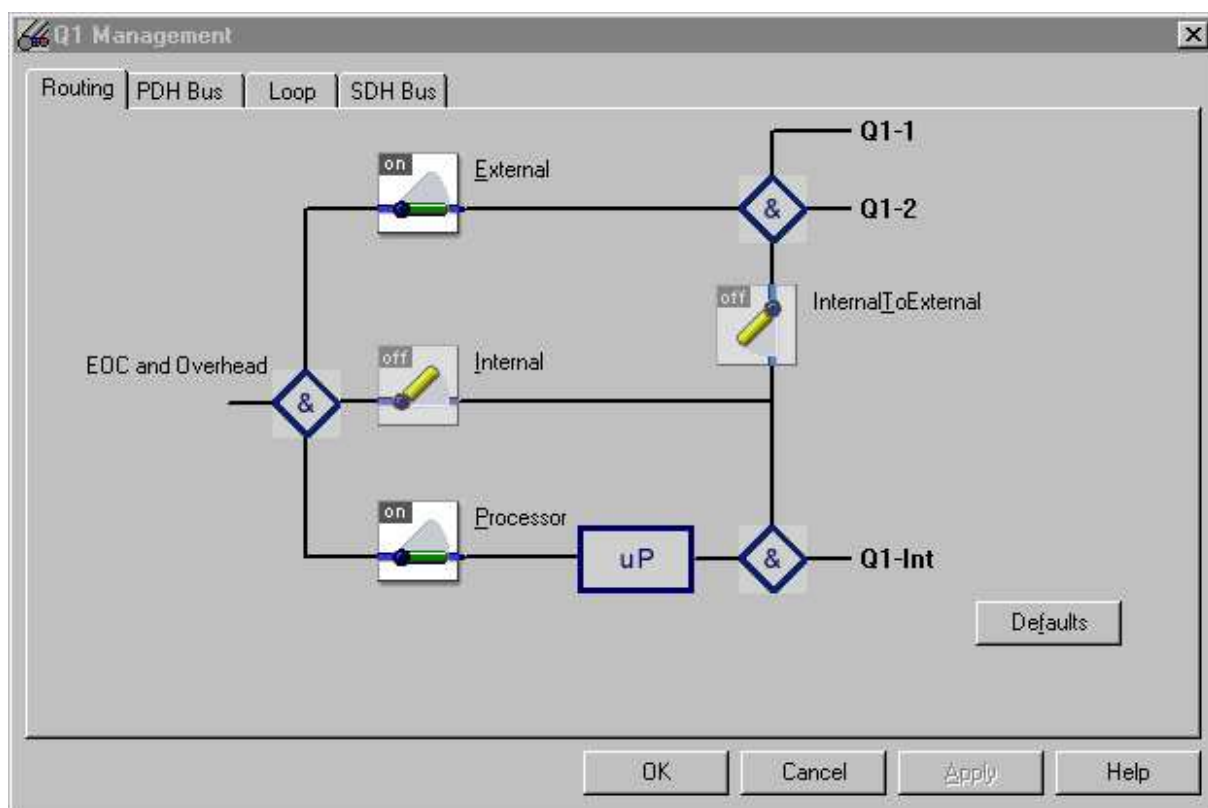 Q1 Management
Routing PDH Bus Loop SDH Bus
Q1-1
on External
& Q1-2
off InternalToExternal
off Internal
EOC and Overhead
&
on Processor
uP & Q1-Int
Defaults
OK Cancel Apply Help